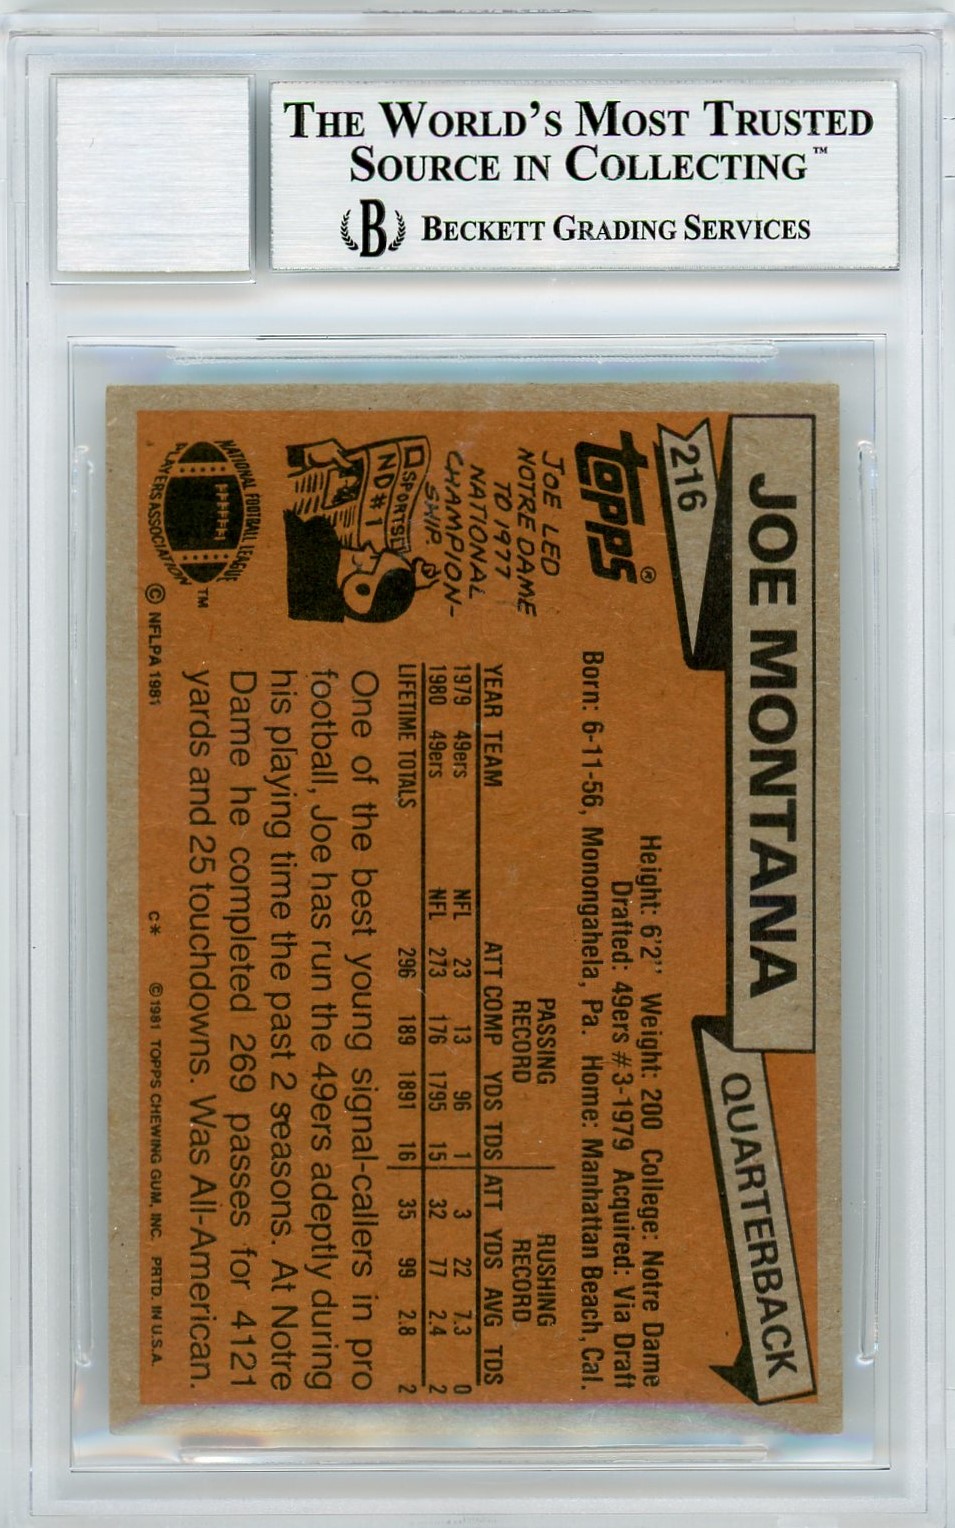 THE WORLD'S MOST TRUSTED
SOURCE IN COLLECTING™
B BECKETT GRADING SERVICES
JOE MONTANA
QUARTERBACK
216
topps®
Height: 6'2'' Weight: 200 College: Notre Dame
Drafted: 49ers #3-1979 Acquired: Via Draft
Born: 6-11-56, Monongahela, Pa. Home: Manhattan Beach, Cal.
JOE LED
NOTRE DAME
TO 1977
NATIONAL
CHAMPION-
SHIP.
SPORTS
ND #1
PASSING RECORD RUSHING RECORD
YEAR TEAM ATT COMP YDS TDS ATT YDS AVG TDS
1979 49ers NFL 23 13 96 1 3 22 7.3 0
1980 49ers NFL 273 176 1795 15 32 77 2.4 2
LIFETIME TOTALS 296 189 1891 16 35 99 2.8 2
One of the best young signal-callers in pro
football, Joe has run the 49ers adeptly during
his playing time the past 2 seasons. At Notre
Dame he completed 269 passes for 4121
yards and 25 touchdowns. Was All-American.
NATIONAL FOOTBALL LEAGUE
PLAYERS ASSOCIATION
TM
© NFLPA 1981
C* © 1981 TOPPS CHEWING GUM, INC. PRTD. IN U.S.A.